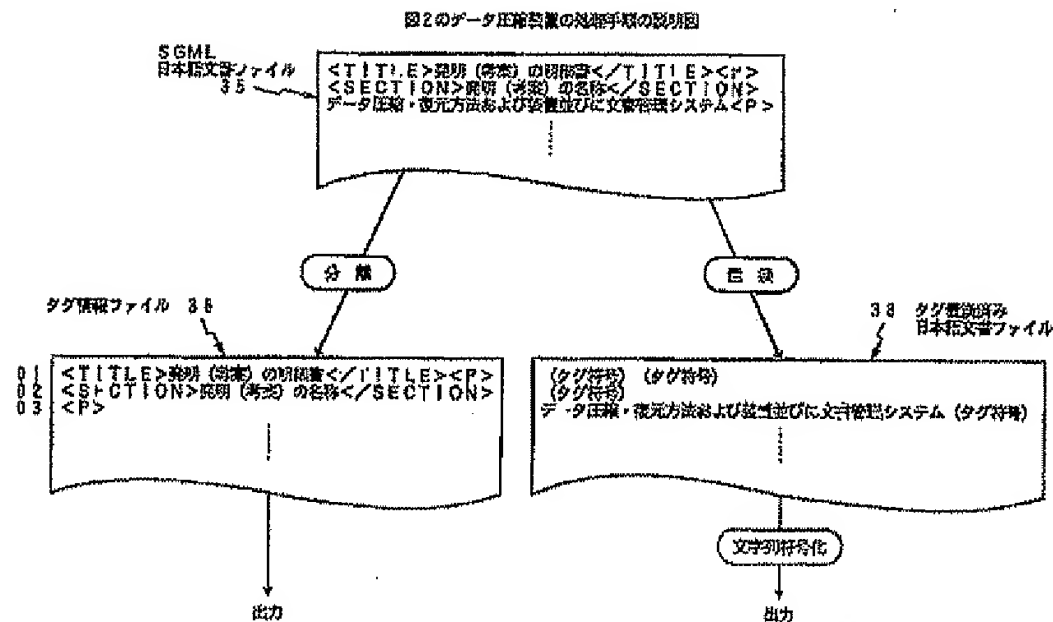 図2のデータ圧縮装置の処理手順の説明図
SGML
日本語文書ファイル
35
<TITLE>発明（考案）の明細書</TITLE><P>
<SECTION>発明（考案）の名称</SECTION>
データ圧縮・復元方法および装置並びに文書管理システム<P>
分離
置換
タグ情報ファイル 36
38 タグ置換済み
日本語文書ファイル
01 <TITLE>発明（考案）の明細書</TITLE><P>
02 <SECTION>発明（考案）の名称</SECTION>
03 <P>
（タグ符号）（タグ符号）
（タグ符号）
データ圧縮・復元方法および装置並びに文書管理システム（タグ符号）
文字列符号化
出力
出力